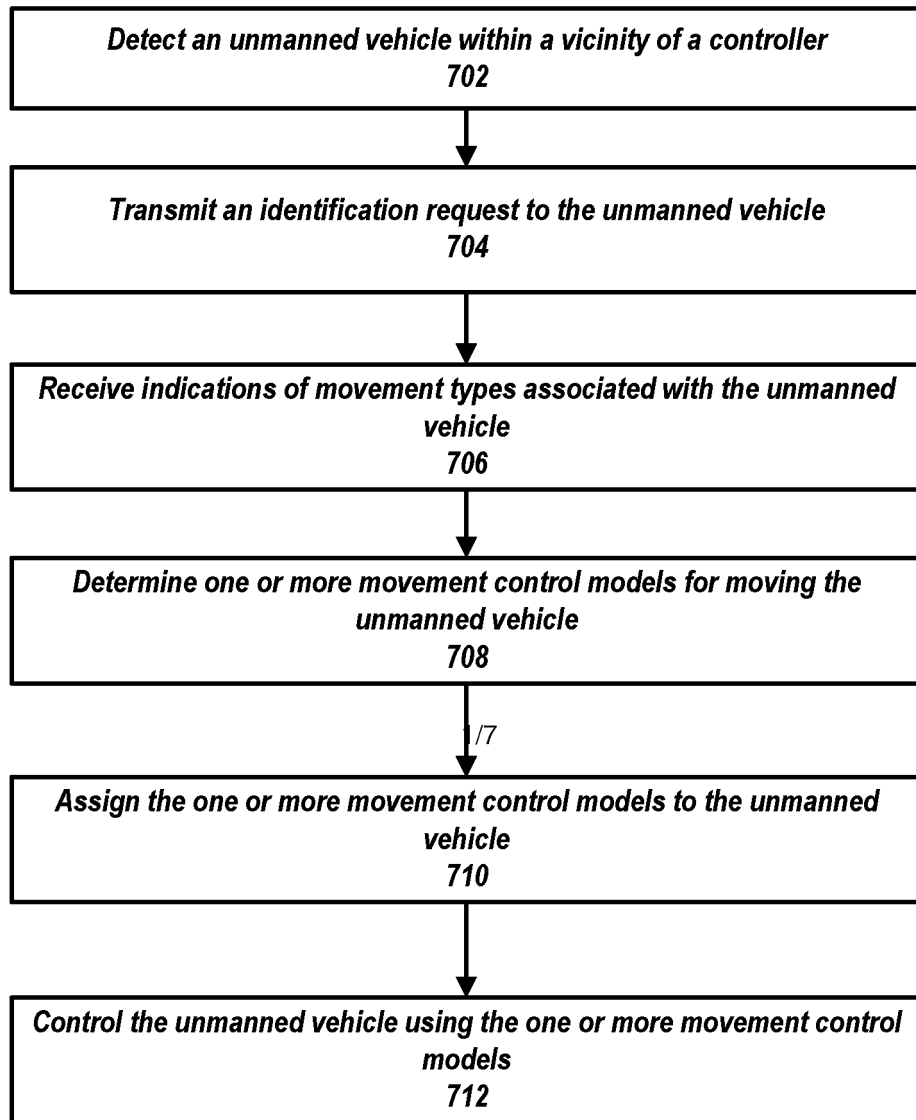 Detect an unmanned vehicle within a vicinity of a controller
702
Transmit an identification request to the unmanned vehicle
704
Receive indications of movement types associated with the unmanned
vehicle
706
Determine one or more movement control models for moving the
unmanned vehicle
708
1/7
Assign the one or more movement control models to the unmanned
vehicle
710
Control the unmanned vehicle using the one or more movement control
models
712